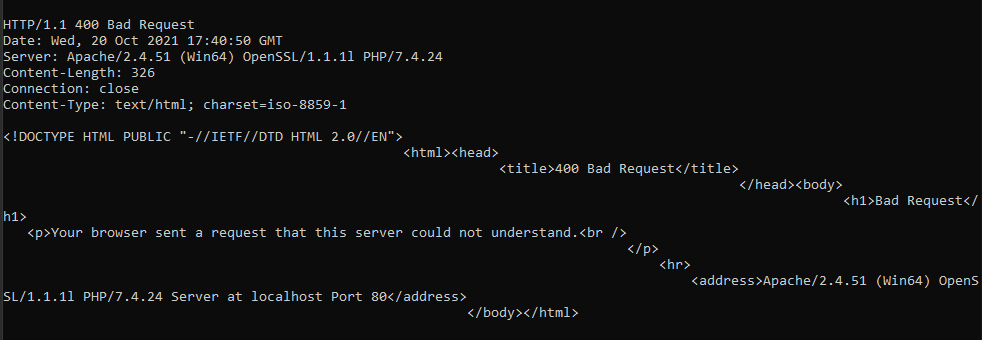 HTTP/1.1 400 Bad Request
Date: Wed, 20 Oct 2021 17:40:50 GMT
Server: Apache/2.4.51 (Win64) OpenSSL/1.1.1l PHP/7.4.24
Content-Length: 326
Connection: close
Content-Type: text/html; charset=iso-8859-1
<!DOCTYPE HTML PUBLIC "-//IETF//DTD HTML 2.0//EN">
<html><head>
<title>400 Bad Request</title>
</head><body>
<h1>Bad Request</
h1>
<p>Your browser sent a request that this server could not understand.<br />
</p>
<hr>
<address>Apache/2.4.51 (Win64) OpenS
SL/1.1.1l PHP/7.4.24 Server at localhost Port 80</address>
</body></html>